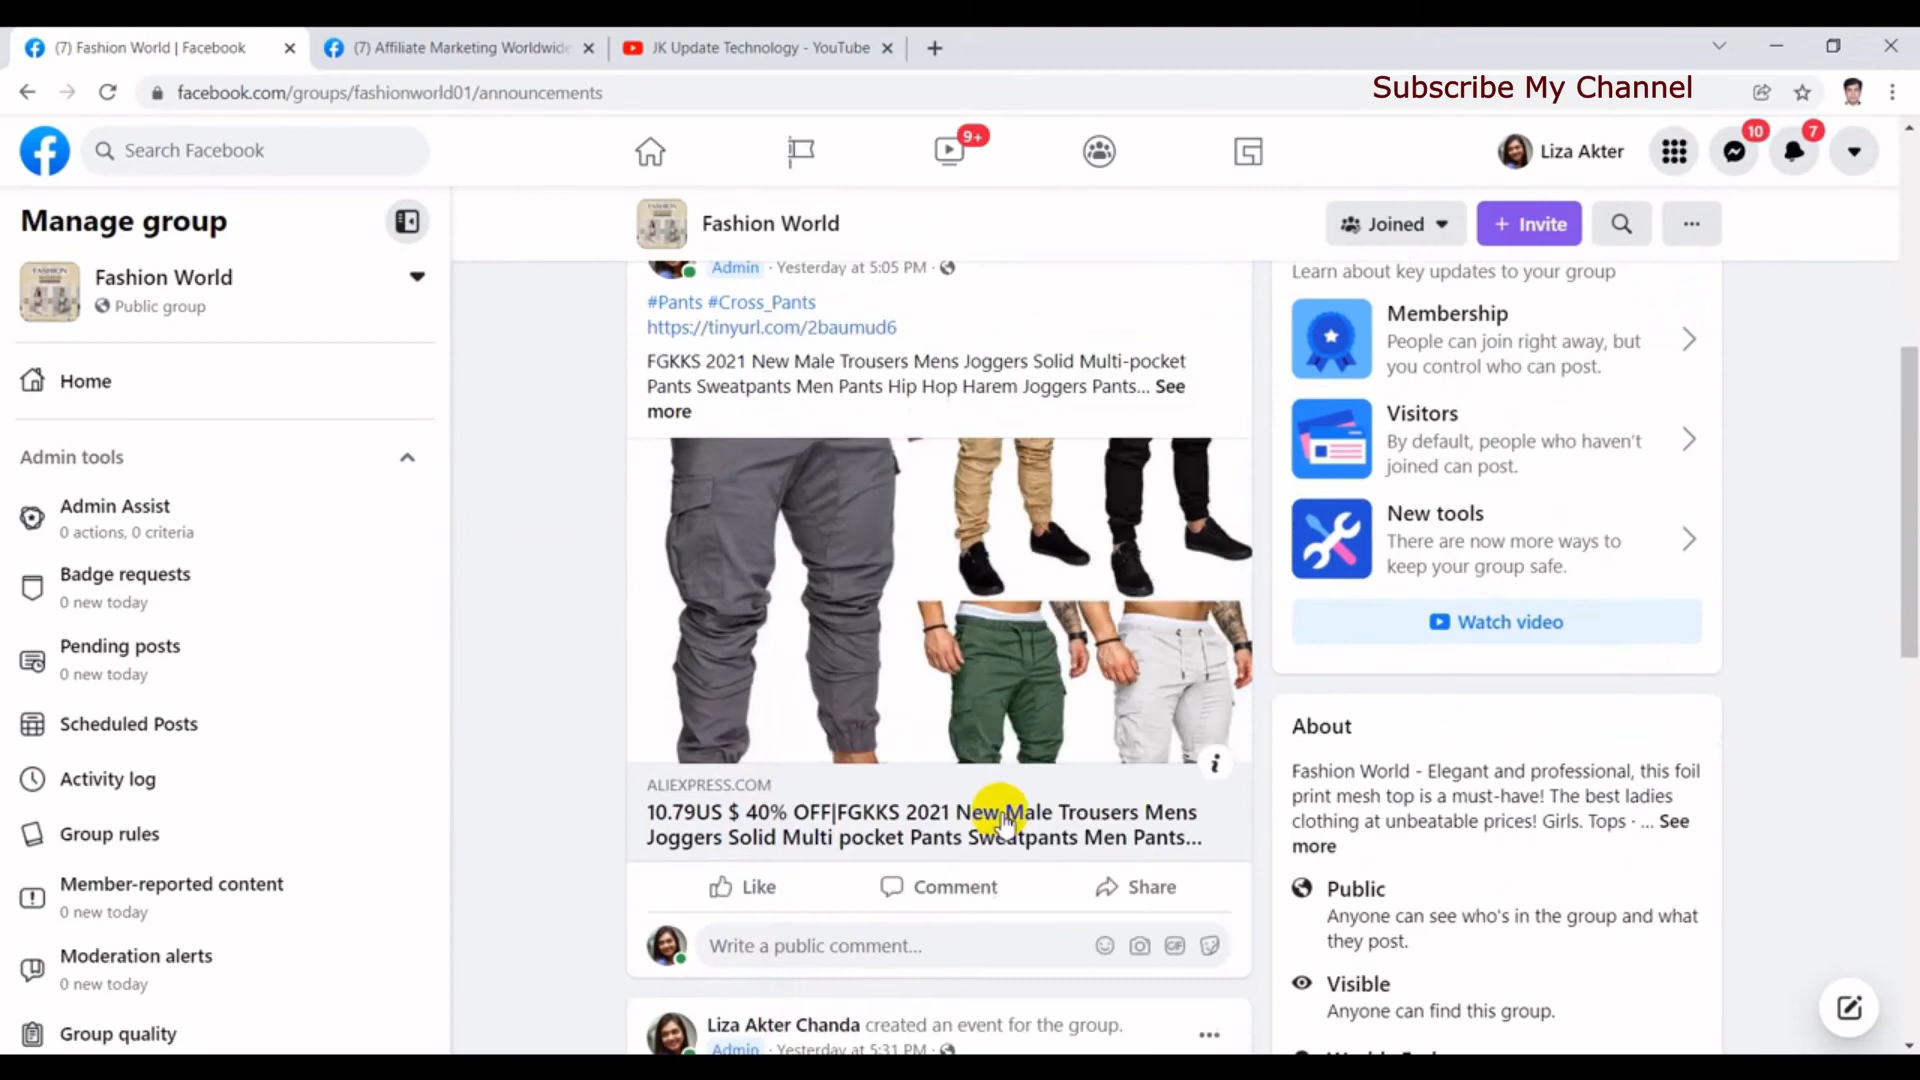 (7) Fashion World | Facebook
(7) Affiliate Marketing Worldwide
JK Update Technology - YouTube
facebook.com/groups/fashionworld01/announcements
Subscribe My Channel
Search Facebook
9+
Liza Akter
10
7
Manage group
Fashion World
Public group
Home
Admin tools
Admin Assist
0 actions, 0 criteria
Badge requests
0 new today
Pending posts
0 new today
Scheduled Posts
Activity log
Group rules
Member-reported content
0 new today
Moderation alerts
0 new today
Group quality
Fashion World
Joined
+ Invite
Admin · Yesterday at 5:05 PM ·
#Pants #Cross_Pants
https://tinyurl.com/2baumud6
FGKKS 2021 New Male Trousers Mens Joggers Solid Multi-pocket
Pants Sweatpants Men Pants Hip Hop Harem Joggers Pants... See
more
ALIEXPRESS.COM
10.79US $ 40% OFF|FGKKS 2021 New Male Trousers Mens
Joggers Solid Multi pocket Pants Sweatpants Men Pants...
Like
Comment
Share
Write a public comment...
GIF
Liza Akter Chanda created an event for the group.
Admin · Yesterday at 5:31 PM ·
Learn about key updates to your group
Membership
People can join right away, but
you control who can post.
Visitors
By default, people who haven't
joined can post.
New tools
There are now more ways to
keep your group safe.
Watch video
About
Fashion World - Elegant and professional, this foil
print mesh top is a must-have! The best ladies
clothing at unbeatable prices! Girls. Tops · ... See
more
Public
Anyone can see who's in the group and what
they post.
Visible
Anyone can find this group.